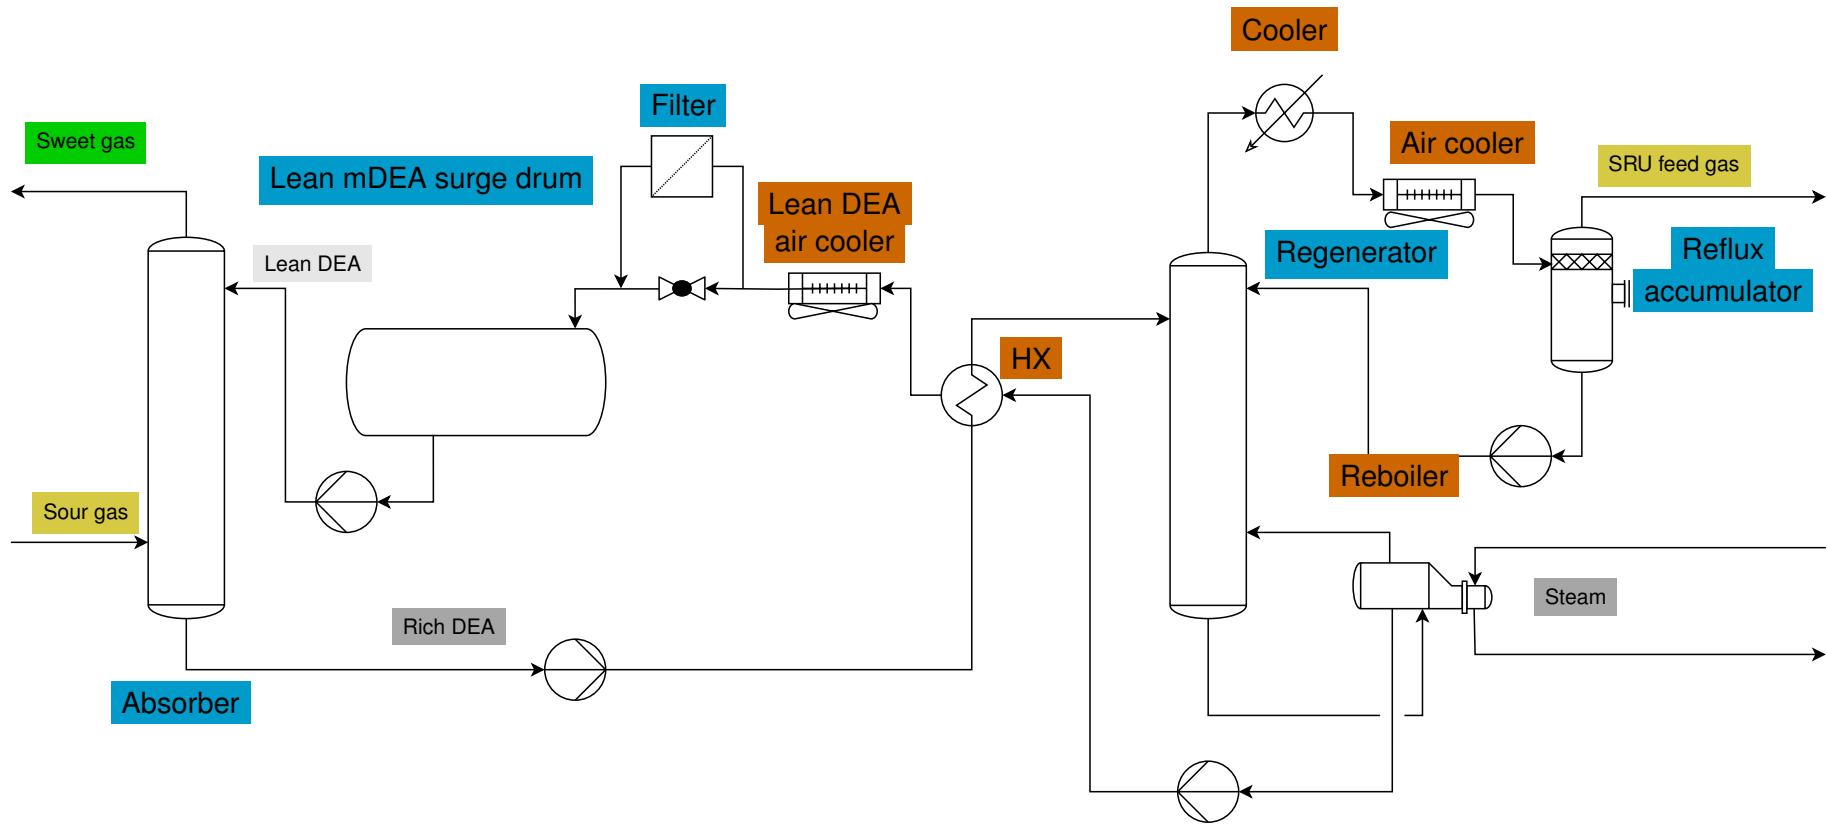 Cooler
Filter
Sweet gas
Air cooler
SRU feed gas
Lean mDEA surge drum
Lean DEA
air cooler
Regenerator
Reflux
accumulator
Lean DEA
HX
Reboiler
Sour gas
Steam
Rich DEA
Absorber